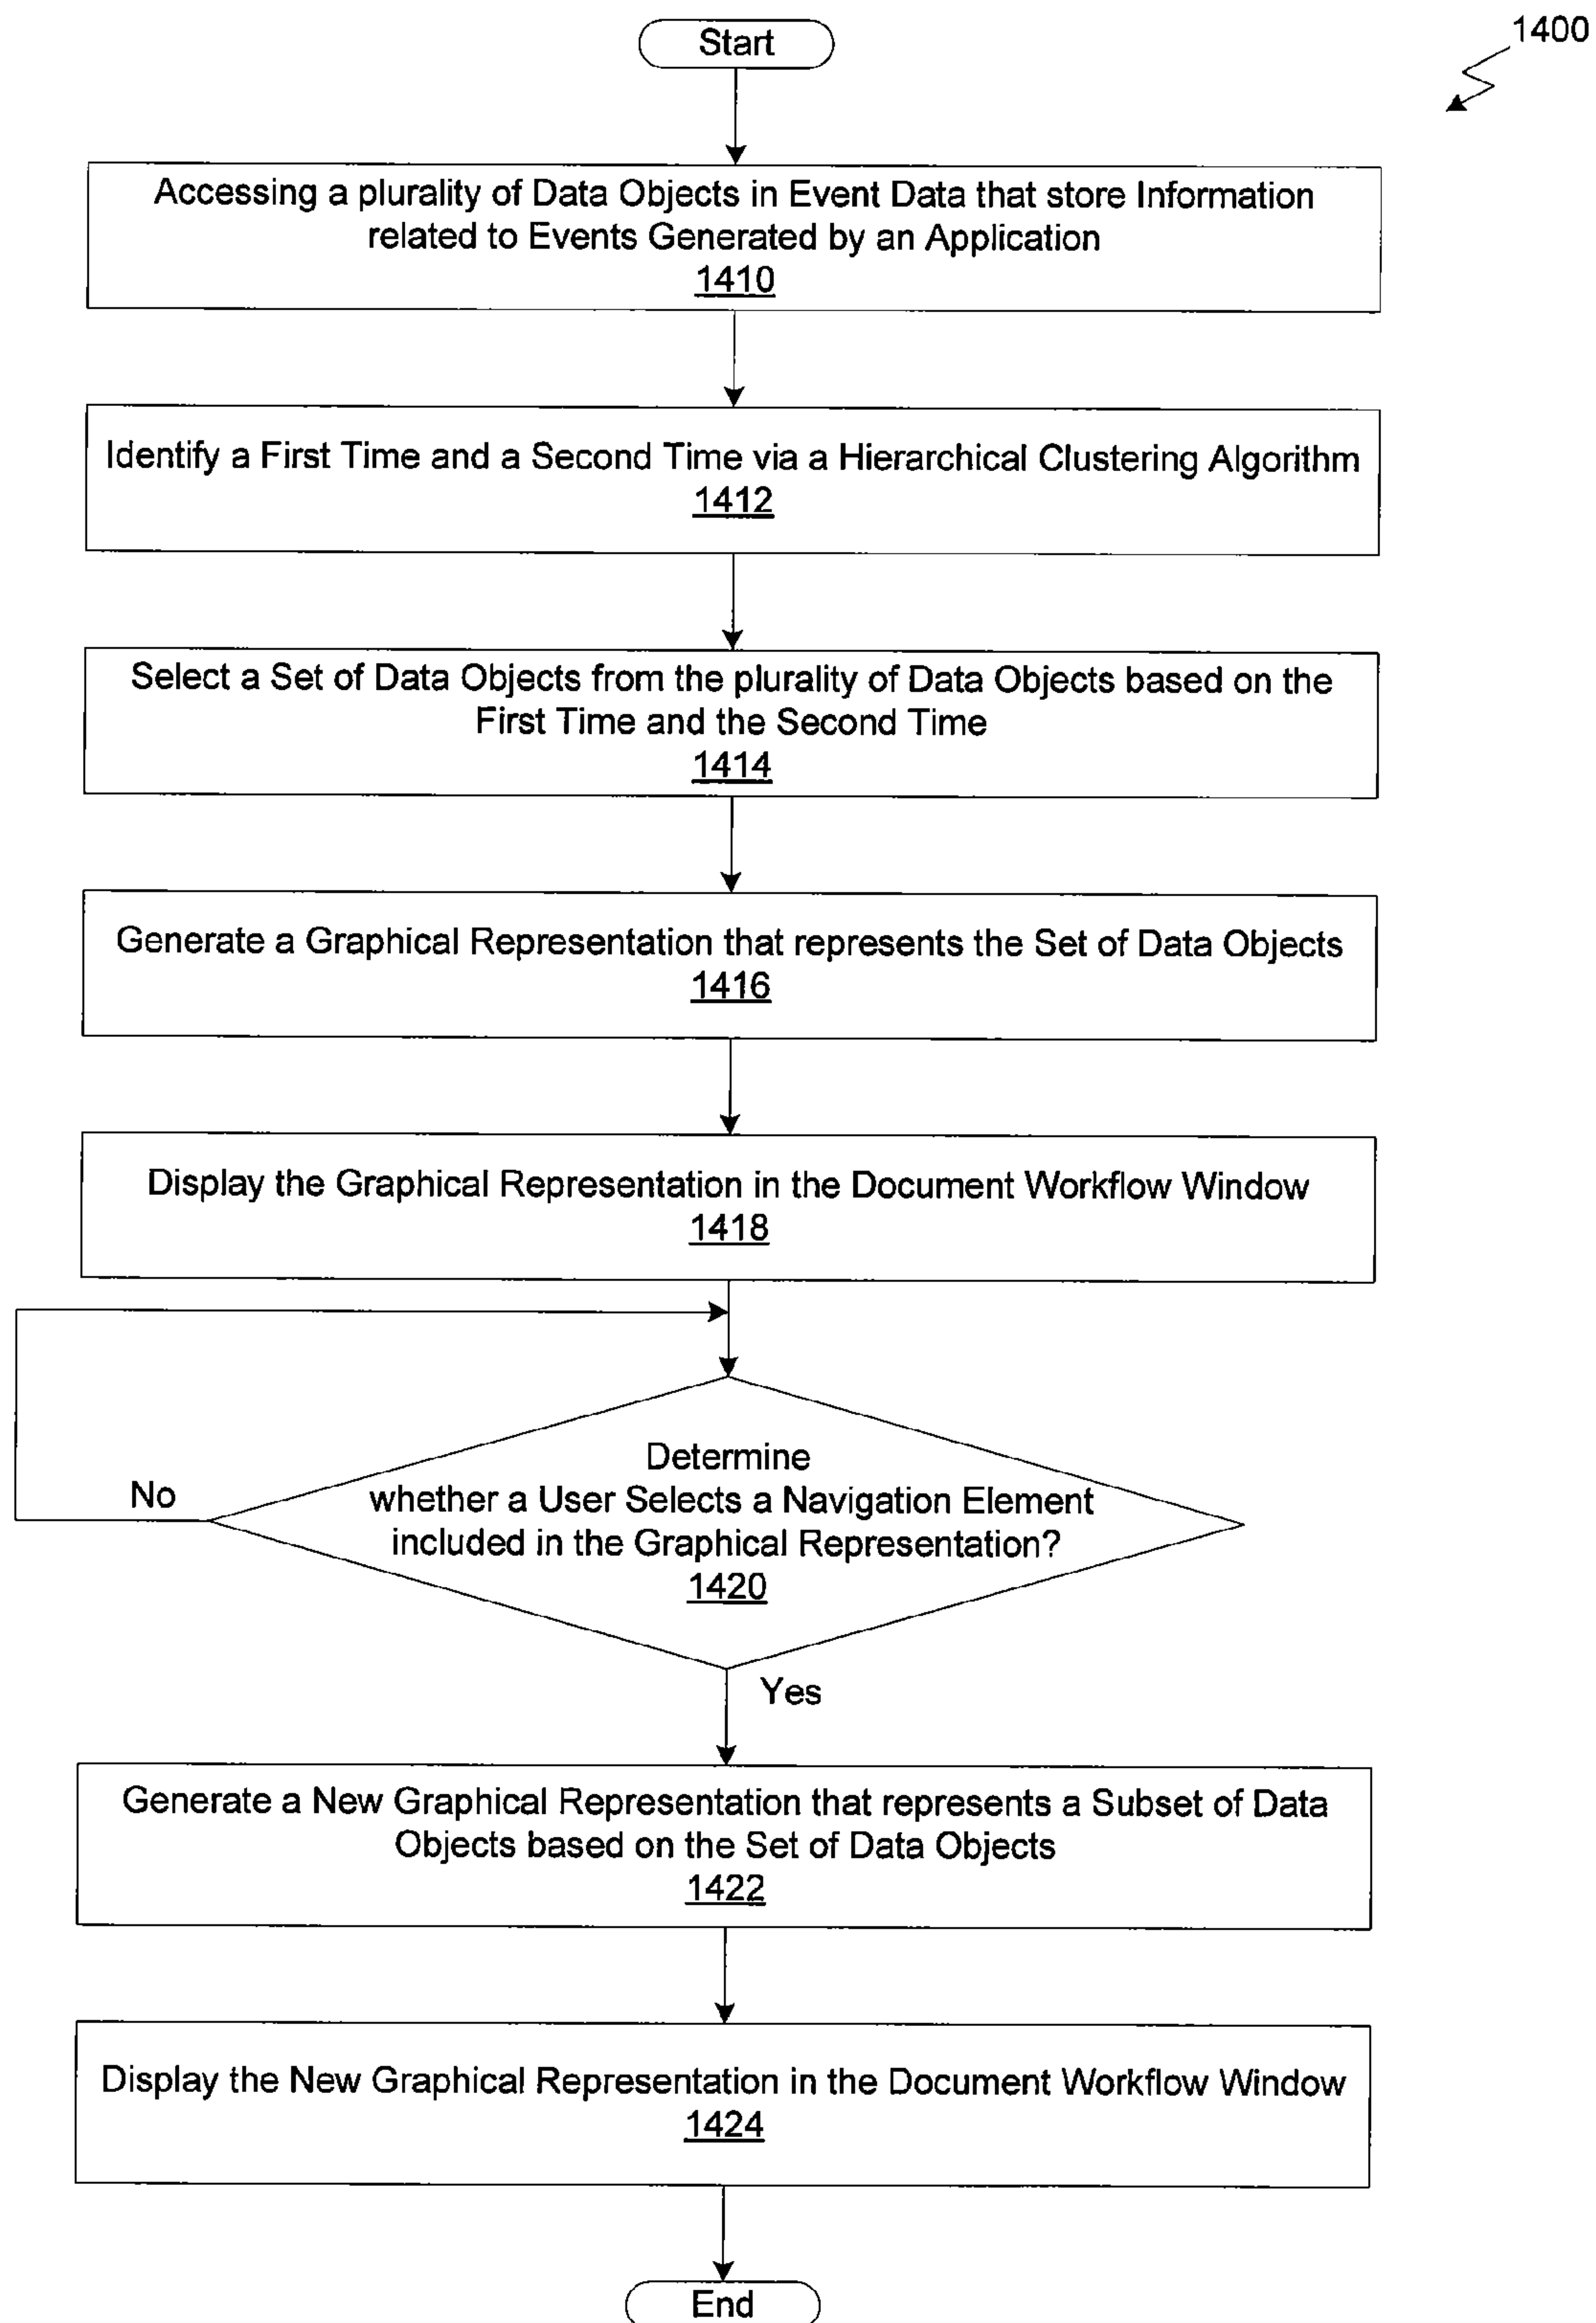 1400
Start
Accessing a plurality of Data Objects in Event Data that store Information
related to Events Generated by an Application
1410
Identify a First Time and a Second Time via a Hierarchical Clustering Algorithm
1412
Select a Set of Data Objects from the plurality of Data Objects based on the
First Time and the Second Time
1414
Generate a Graphical Representation that represents the Set of Data Objects
1416
Display the Graphical Representation in the Document Workflow Window
1418
Determine
whether a User Selects a Navigation Element
included in the Graphical Representation?
1420
No
Yes
Generate a New Graphical Representation that represents a Subset of Data
Objects based on the Set of Data Objects
1422
Display the New Graphical Representation in the Document Workflow Window
1424
End